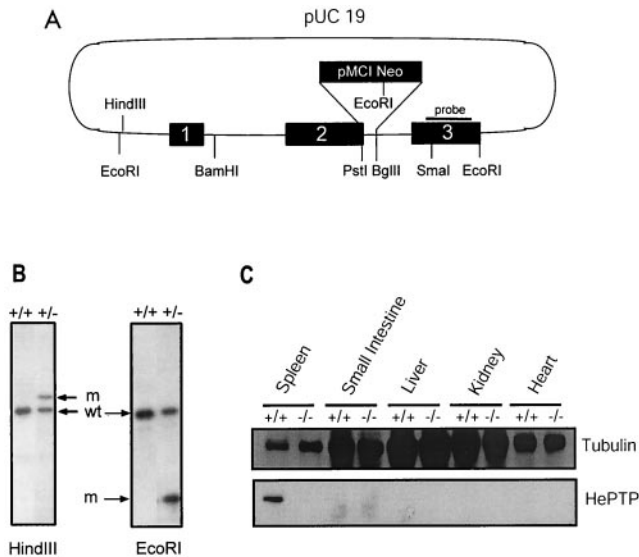 A
pUC 19
pMCI Neo
EcoRI
HindIII
probe
1
2
3
EcoRI
BamHI
PstI
BglII
SmaI
EcoRI
B
+/+ +/-
+/+ +/-
m
wt
m
HindIII
EcoRI
C
Spleen
Small Intestine
Liver
Kidney
Heart
+/+ -/- +/+ -/- +/+ -/- +/+ -/- +/+ -/-
Tubulin
HePTP